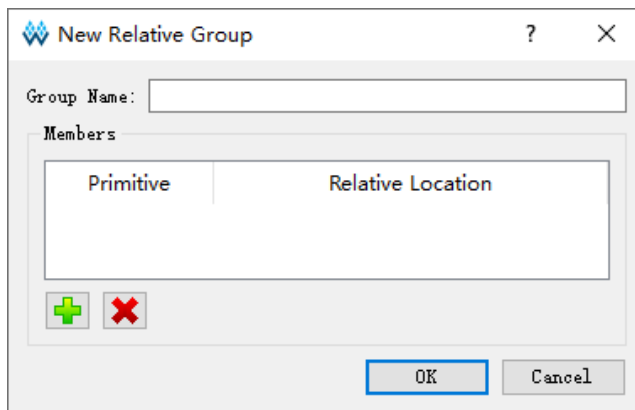 New Relative Group
?
Group Name:
Members
Primitive Relative Location
OK Cancel